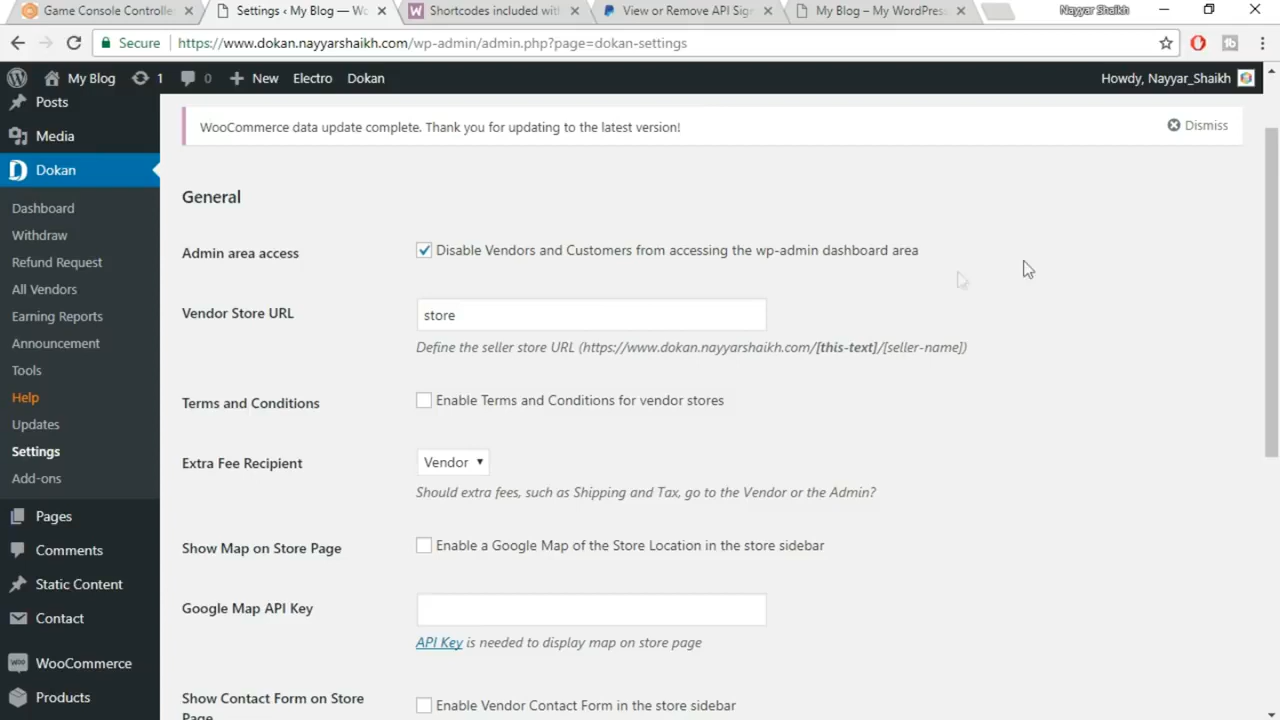 Game Console Controlle
Settings ‹ My Blog — Wo
Shortcodes included wit
View or Remove API Sig
My Blog – My WordPres
Nayyar Shaikh
Secure
https://www.dokan.nayyarshaikh.com/wp-admin/admin.php?page=dokan-settings
My Blog
1
0
New
Electro
Dokan
Howdy, Nayyar_Shaikh
Posts
Media
Dokan
Dashboard
Withdraw
Refund Request
All Vendors
Earning Reports
Announcement
Tools
Help
Updates
Settings
Add-ons
Pages
Comments
Static Content
Contact
WooCommerce
Products
WooCommerce data update complete. Thank you for updating to the latest version!
Dismiss
General
Admin area access
Disable Vendors and Customers from accessing the wp-admin dashboard area
Vendor Store URL
store
Define the seller store URL (https://www.dokan.nayyarshaikh.com/[this-text]/[seller-name])
Terms and Conditions
Enable Terms and Conditions for vendor stores
Extra Fee Recipient
Vendor
Should extra fees, such as Shipping and Tax, go to the Vendor or the Admin?
Show Map on Store Page
Enable a Google Map of the Store Location in the store sidebar
Google Map API Key
API Key is needed to display map on store page
Show Contact Form on Store
Page
Enable Vendor Contact Form in the store sidebar